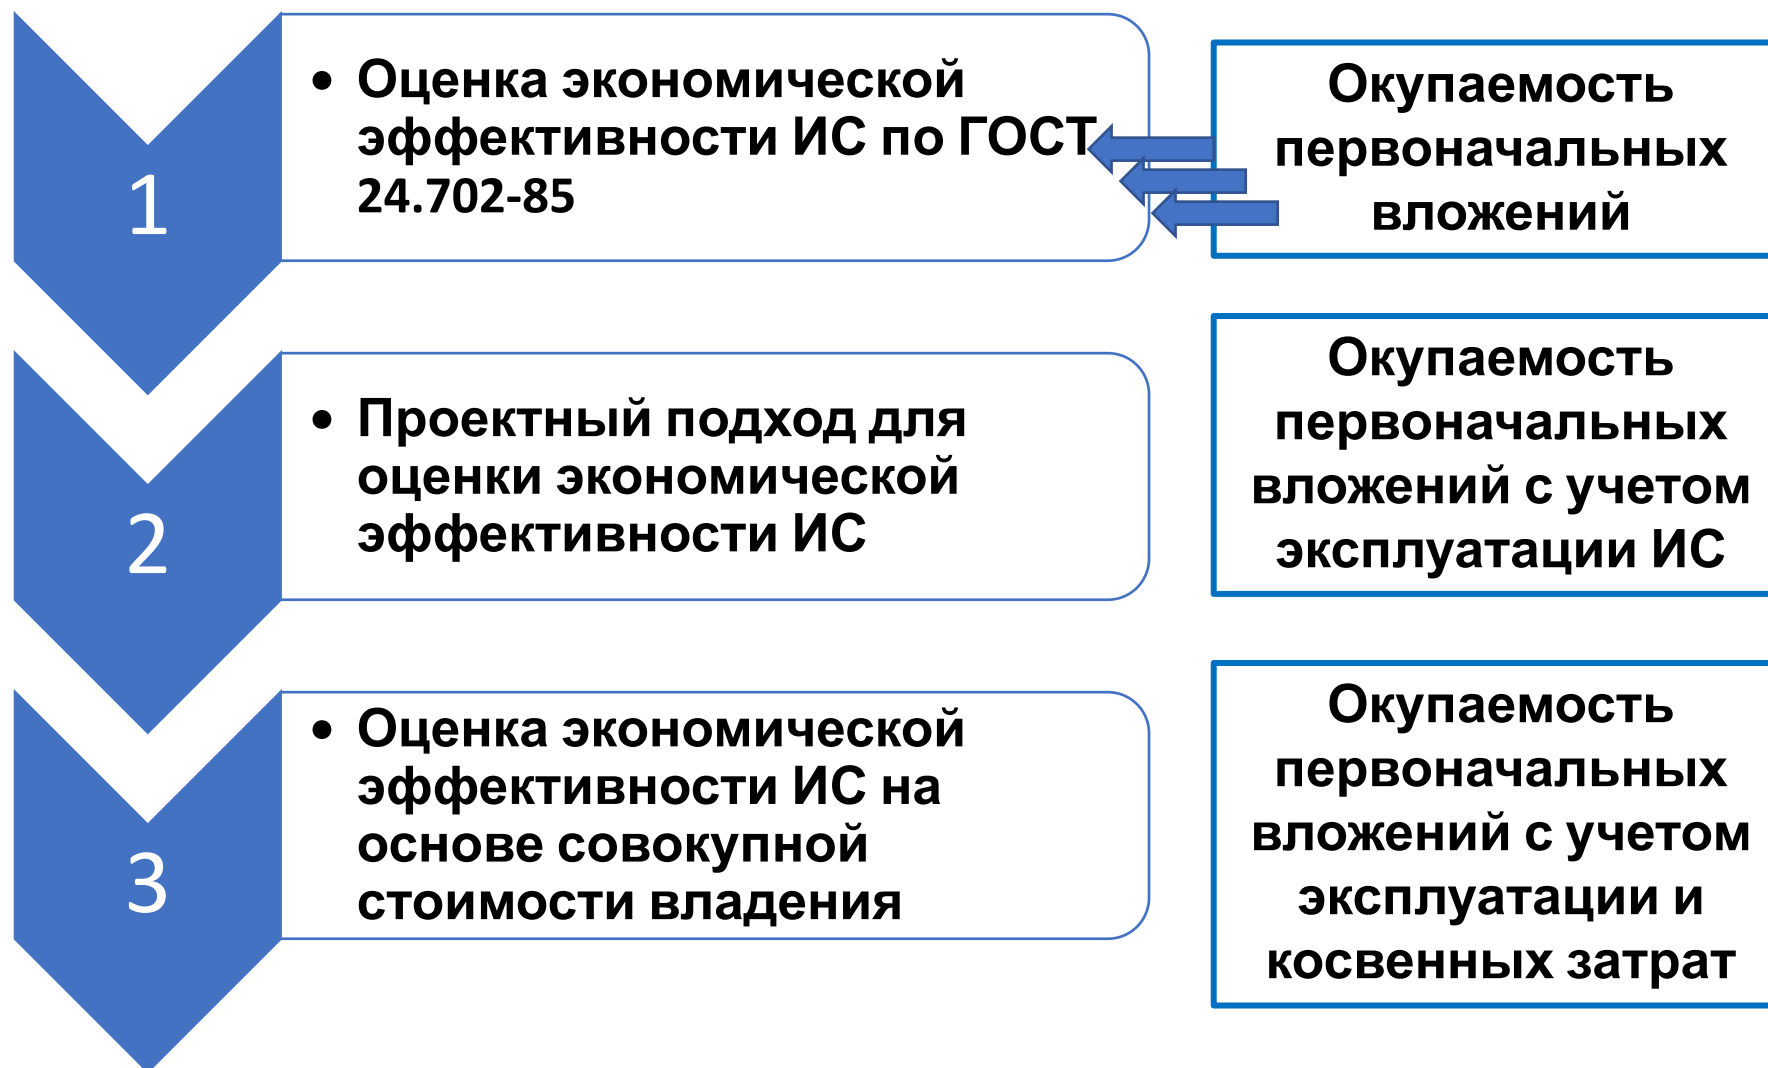 1
• Оценка экономической
эффективности ИС по ГОСТ
24.702-85
Окупаемость
первоначальных
вложений
2
• Проектный подход для
оценки экономической
эффективности ИС
Окупаемость
первоначальных
вложений с учетом
эксплуатации ИС
3
• Оценка экономической
эффективности ИС на
основе совокупной
стоимости владения
Окупаемость
первоначальных
вложений с учетом
эксплуатации и
косвенных затрат